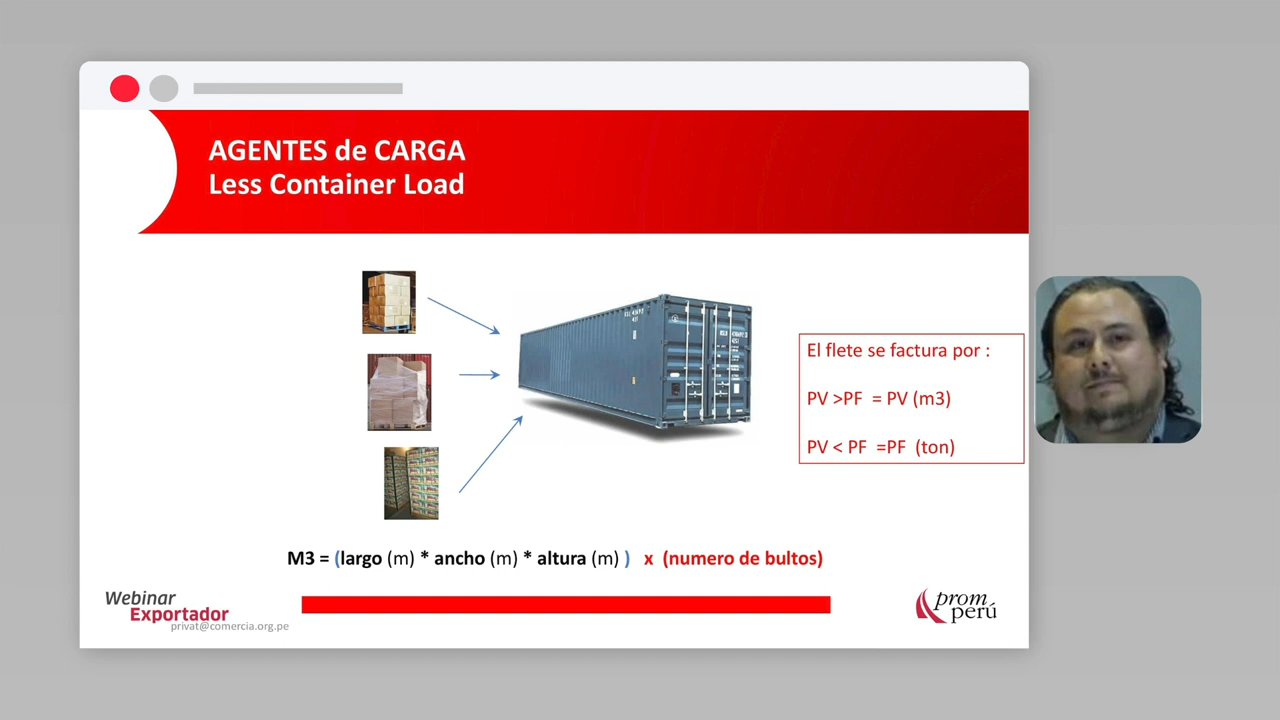 AGENTES de CARGA
Less Container Load
El flete se factura por :
PV >PF = PV (m3)
PV < PF =PF (ton)
M3 = (largo (m) * ancho (m) * altura (m) ) x (numero de bultos)
Webinar
Exportador
privat@comercia.org.pe
prom
perú